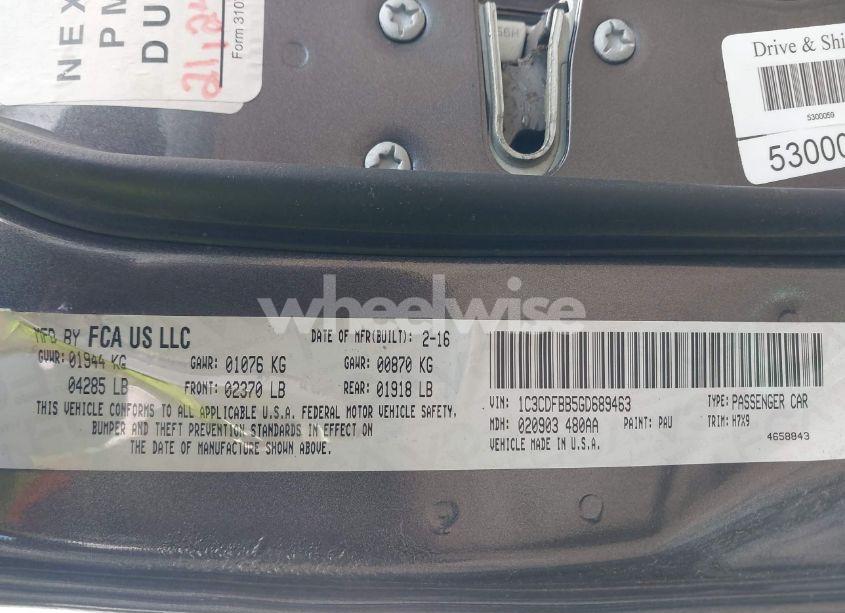 NEX
PM
DU
Form 310
56H
Drive & Shi
5300059
5300
wheelwise
MFD BY FCA US LLC
DATE OF MFR(BUILT): 2-16
GVWR: 01944 KG
GAWR: 01076 KG
GAWR: 00870 KG
04285 LB
FRONT: 02370 LB
REAR: 01918 LB
THIS VEHICLE CONFORMS TO ALL APPLICABLE U.S.A. FEDERAL MOTOR VEHICLE SAFETY,
BUMPER AND THEFT PREVENTION STANDARDS IN EFFECT ON
THE DATE OF MANUFACTURE SHOWN ABOVE.
VIN: 1C3CDFBB5GD689463
TYPE: PASSENGER CAR
MDH: 020903 480AA
PAINT: PAU
TRIM: H7X9
VEHICLE MADE IN U.S.A.
4658843